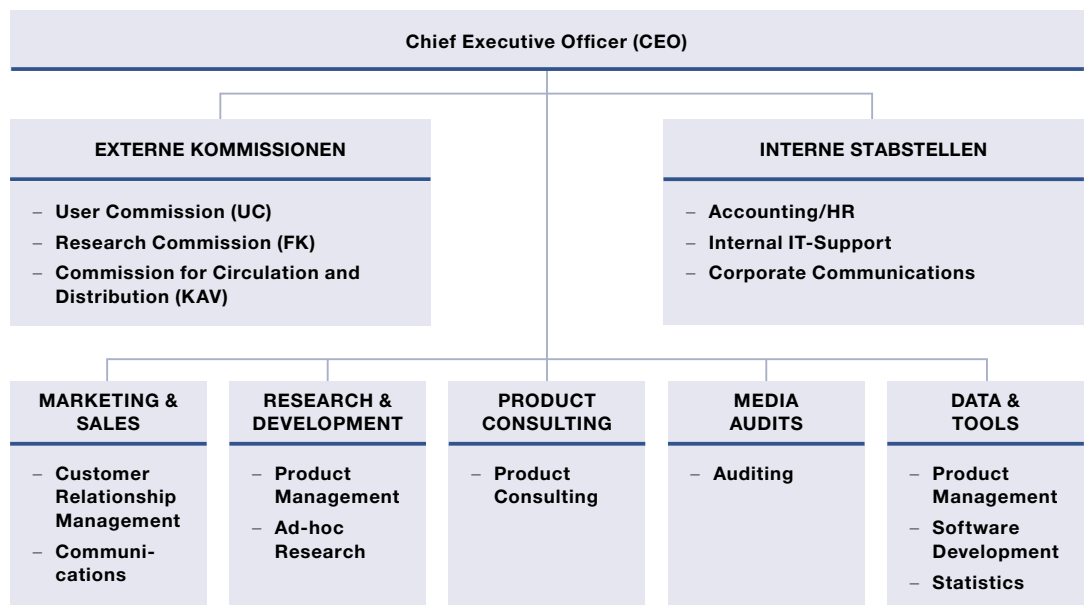 Chief Executive Officer (CEO)
EXTERNE KOMMISSIONEN
– User Commission (UC)
– Research Commission (FK)
– Commission for Circulation and
Distribution (KAV)
INTERNE STABSTELLEN
– Accounting/HR
– Internal IT-Support
– Corporate Communications
MARKETING &
SALES
– Customer
Relationship
Management
– Communi-
cations
RESEARCH &
DEVELOPMENT
– Product
Management
– Ad-hoc
Research
PRODUCT
CONSULTING
– Product
Consulting
MEDIA
AUDITS
– Auditing
DATA &
TOOLS
– Product
Management
– Software
Development
– Statistics